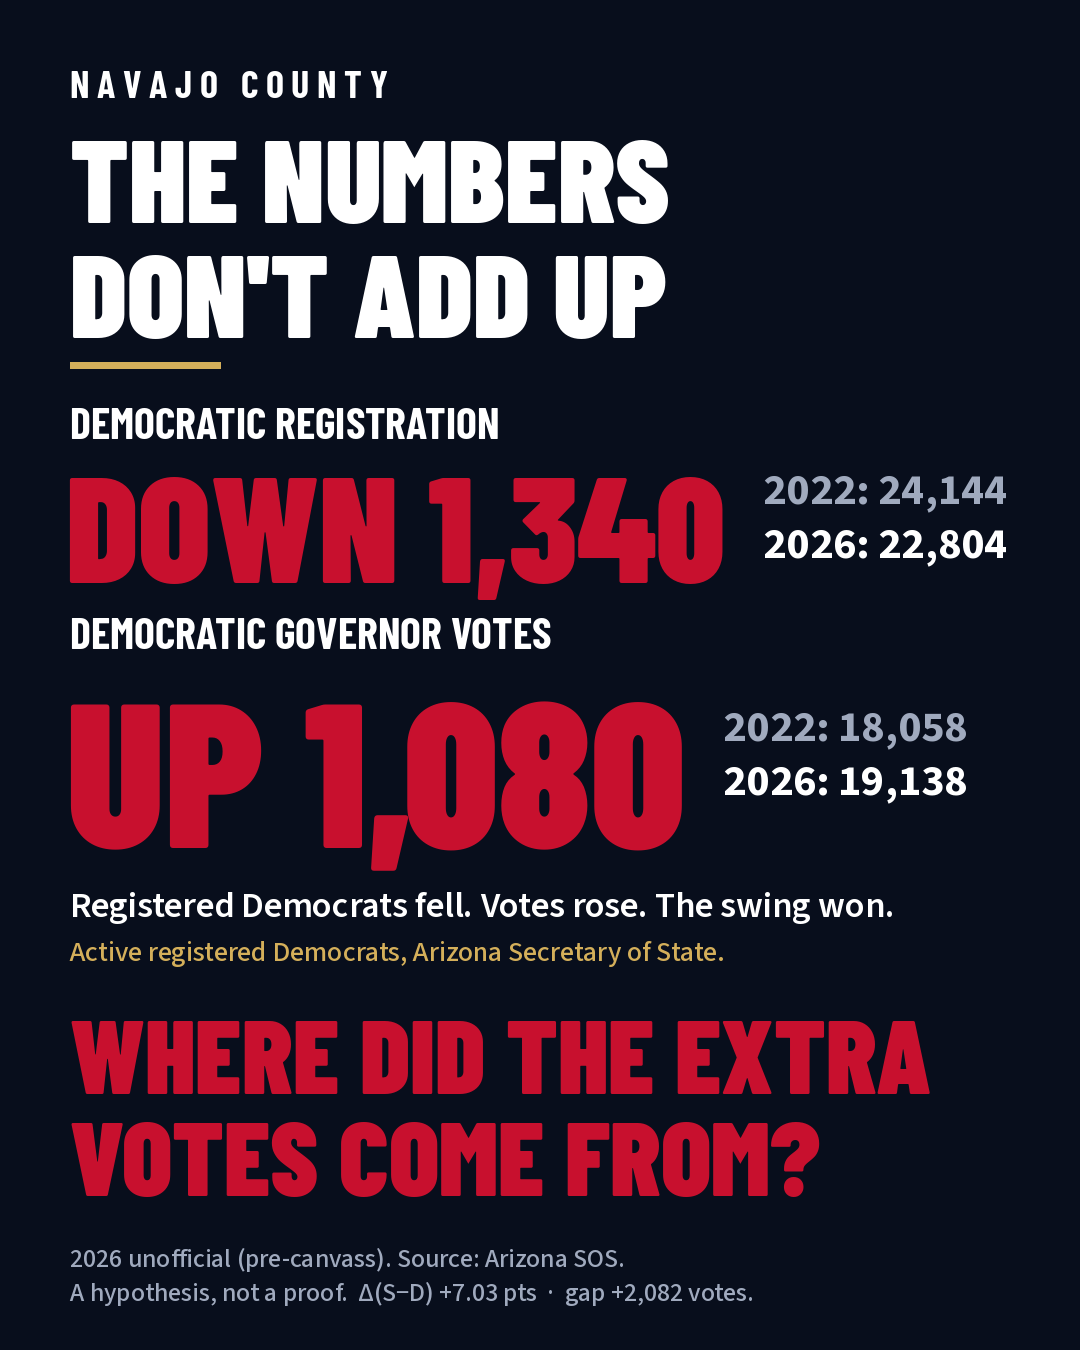 NAVAJO COUNTY
THE NUMBERS
DON'T ADD UP
DEMOCRATIC REGISTRATION
DOWN 1,340
2022: 24,144
2026: 22,804
DEMOCRATIC GOVERNOR VOTES
UP 1,080
2022: 18,058
2026: 19,138
Registered Democrats fell. Votes rose. The swing won.
Active registered Democrats, Arizona Secretary of State.
WHERE DID THE EXTRA
VOTES COME FROM?
2026 unofficial (pre-canvass). Source: Arizona SOS.
A hypothesis, not a proof. Δ(S−D) +7.03 pts · gap +2,082 votes.